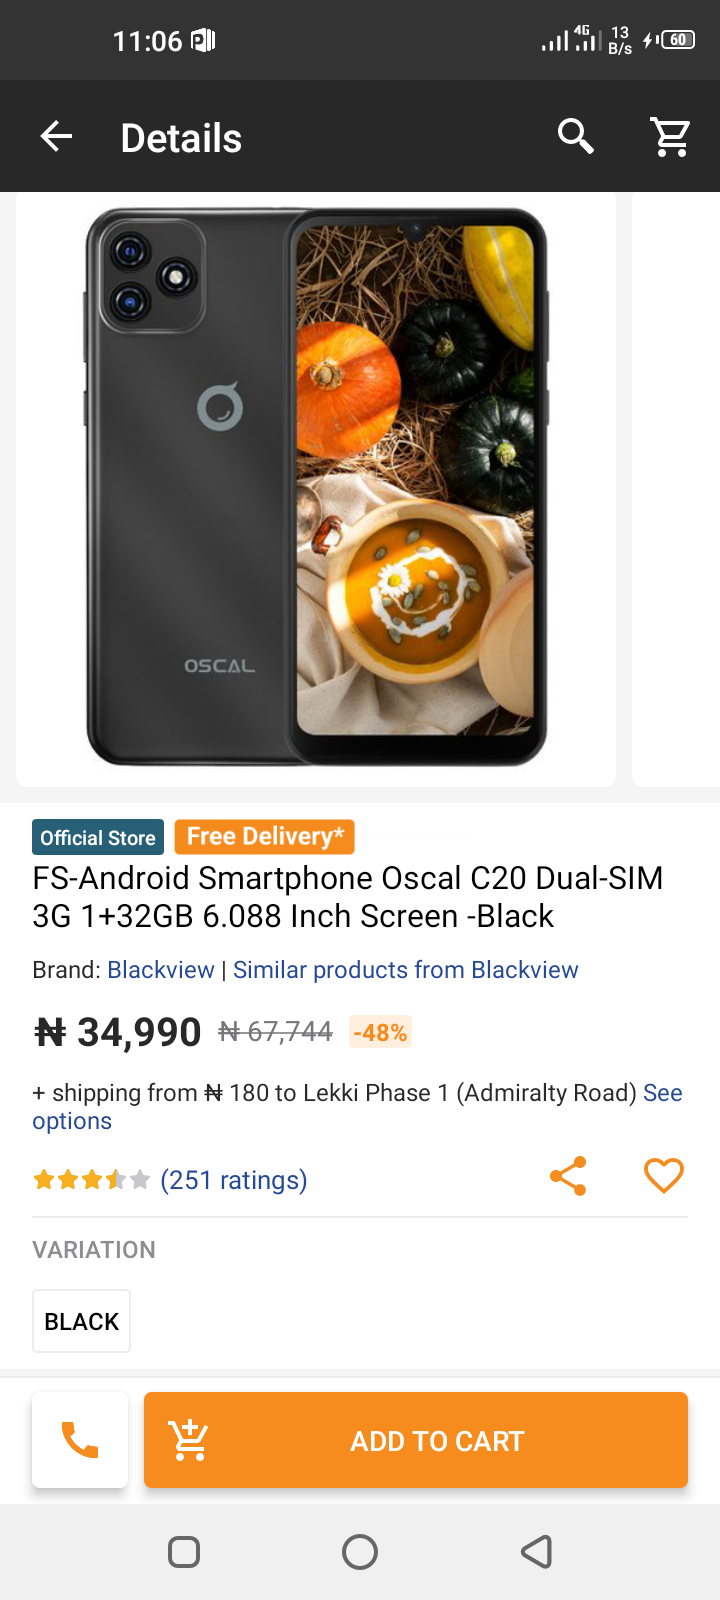 11:06
4G
13
B/s
60
Details
OSCAL
Official Store
Free Delivery*
FS-Android Smartphone Oscal C20 Dual-SIM
3G 1+32GB 6.088 Inch Screen -Black
Brand: Blackview | Similar products from Blackview
₦ 34,990 ₦ 67,744 -48%
+ shipping from ₦ 180 to Lekki Phase 1 (Admiralty Road) See
options
(251 ratings)
VARIATION
BLACK
ADD TO CART